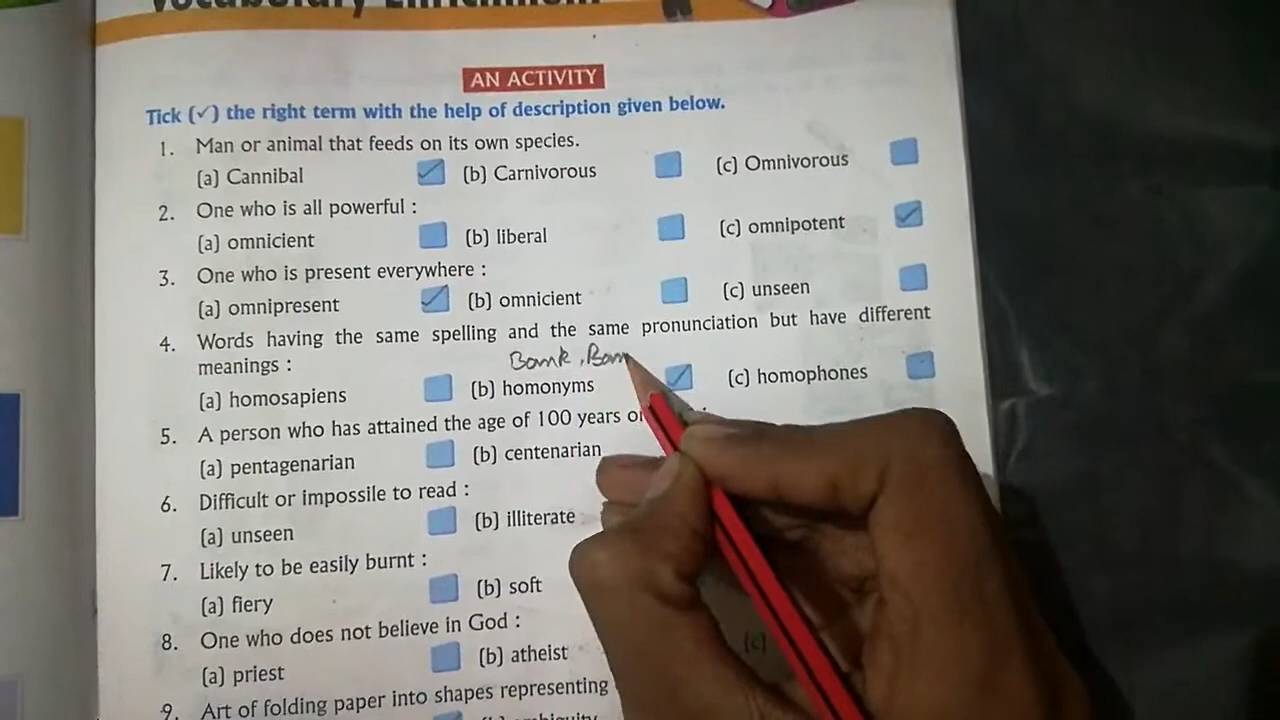 AN ACTIVITY
Tick (✓) the right term with the help of description given below.
1. Man or animal that feeds on its own species.
(a) Cannibal (b) Carnivorous (c) Omnivorous
2. One who is all powerful :
(a) omnicient (b) liberal (c) omnipotent
3. One who is present everywhere :
(a) omnipresent (b) omnicient (c) unseen
4. Words having the same spelling and the same pronunciation but have different
meanings :
Bank, Ban
(a) homosapiens (b) homonyms (c) homophones
5. A person who has attained the age of 100 years
(a) pentagenarian (b) centenarian
6. Difficult or impossile to read :
(a) unseen (b) illiterate
7. Likely to be easily burnt :
(a) fiery (b) soft
8. One who does not believe in God :
(a) priest (b) atheist (c)
9. Art of folding paper into shapes representing